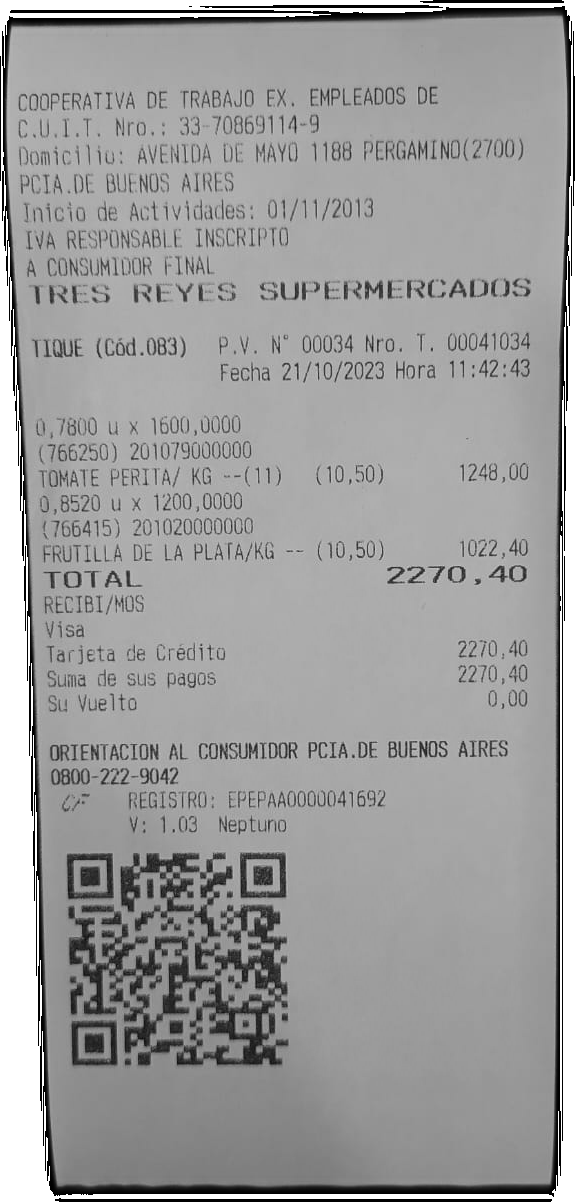 COOPERATIVA DE TRABAJO EX. EMPLEADOS DE
C.U.I.T. Nro.: 33-70869114-9
Domicilio: AVENIDA DE MAYO 1188 PERGAMINO(2700)
PCIA.DE BUENOS AIRES
Inicio de Actividades: 01/11/2013
IVA RESPONSABLE INSCRIPTO
A CONSUMIDOR FINAL
TRES REYES SUPERMERCADOS
TIQUE (Cód.083) P.V. N° 00034 Nro. T. 00041034
Fecha 21/10/2023 Hora 11:42:43
0,7800 u x 1600,0000
(766250) 201079000000
TOMATE PERITA/ KG --(11) (10,50) 1248,00
0,8520 u x 1200,0000
(766415) 201020000000
FRUTILLA DE LA PLATA/KG -- (10,50) 1022,40
TOTAL 2270,40
RECIBI/MOS
Visa
Tarjeta de Crédito 2270,40
Suma de sus pagos 2270,40
Su Vuelto 0,00
ORIENTACION AL CONSUMIDOR PCIA.DE BUENOS AIRES
0800-222-9042
CF REGISTRO: EPEPAA0000041692
V: 1.03 Neptuno